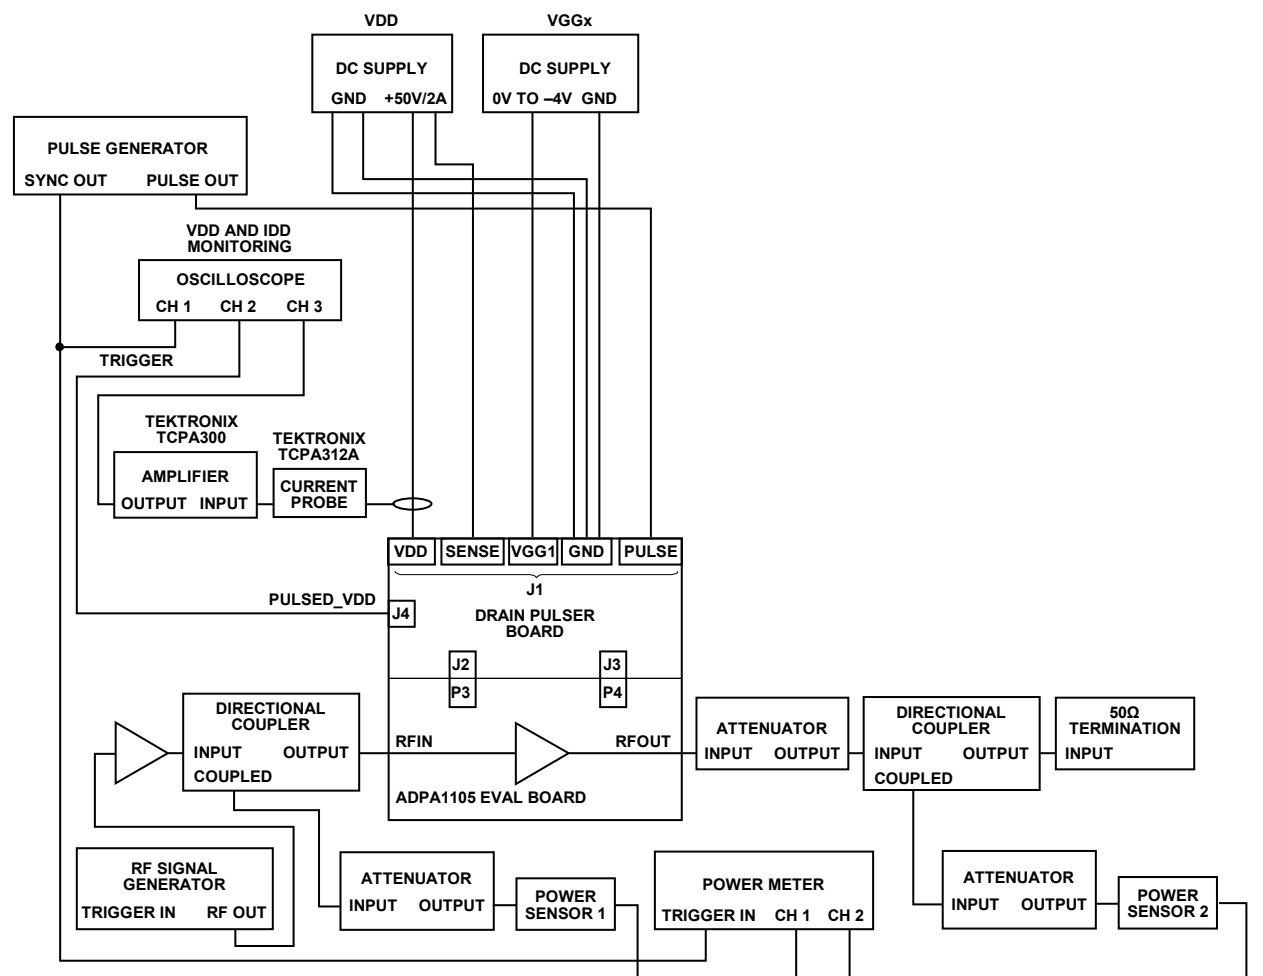 VDD
VGGx
DC SUPPLY
GND +50V/2A
DC SUPPLY
0V TO –4V GND
PULSE GENERATOR
SYNC OUT PULSE OUT
VDD AND IDD
MONITORING
OSCILLOSCOPE
CH 1 CH 2 CH 3
TRIGGER
TEKTRONIX
TCPA300
AMPLIFIER
OUTPUT INPUT
TEKTRONIX
TCPA312A
CURRENT
PROBE
VDD SENSE VGG1 GND PULSE
J1
PULSED_VDD
J4
DRAIN PULSER
BOARD
J2
J3
P3
P4
DIRECTIONAL
COUPLER
INPUT OUTPUT
COUPLED
RFIN
RFOUT
ADPA1105 EVAL BOARD
ATTENUATOR
INPUT OUTPUT
DIRECTIONAL
COUPLER
INPUT OUTPUT
COUPLED
50Ω
TERMINATION
INPUT
RF SIGNAL
GENERATOR
TRIGGER IN RF OUT
ATTENUATOR
INPUT OUTPUT
POWER
SENSOR 1
POWER METER
TRIGGER IN CH 1 CH 2
ATTENUATOR
INPUT OUTPUT
POWER
SENSOR 2